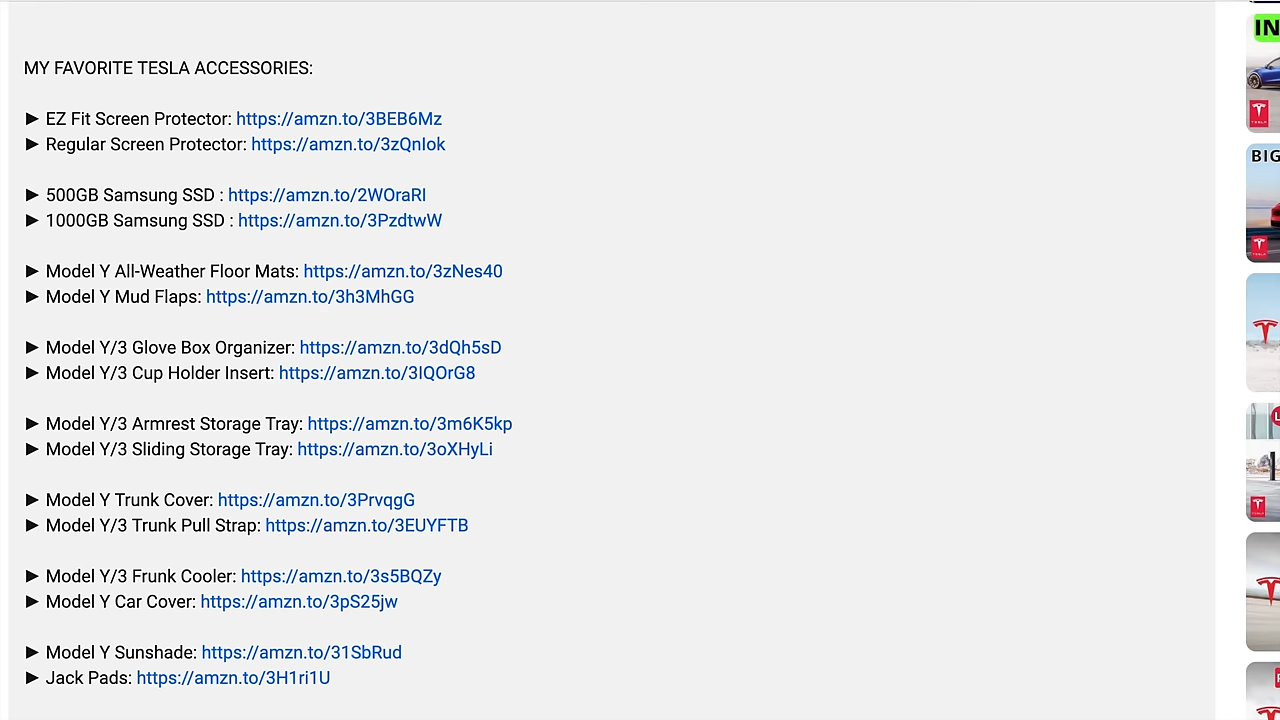 MY FAVORITE TESLA ACCESSORIES:
► EZ Fit Screen Protector: https://amzn.to/3BEB6Mz
► Regular Screen Protector: https://amzn.to/3zQnIok
► 500GB Samsung SSD : https://amzn.to/2WOraRI
► 1000GB Samsung SSD : https://amzn.to/3PzdtwW
► Model Y All-Weather Floor Mats: https://amzn.to/3zNes40
► Model Y Mud Flaps: https://amzn.to/3h3MhGG
► Model Y/3 Glove Box Organizer: https://amzn.to/3dQh5sD
► Model Y/3 Cup Holder Insert: https://amzn.to/3IQOrG8
► Model Y/3 Armrest Storage Tray: https://amzn.to/3m6K5kp
► Model Y/3 Sliding Storage Tray: https://amzn.to/3oXHyLi
► Model Y Trunk Cover: https://amzn.to/3PrvqgG
► Model Y/3 Trunk Pull Strap: https://amzn.to/3EUYFTB
► Model Y/3 Frunk Cooler: https://amzn.to/3s5BQZy
► Model Y Car Cover: https://amzn.to/3pS25jw
► Model Y Sunshade: https://amzn.to/31SbRud
► Jack Pads: https://amzn.to/3H1ri1U
IN
BIG